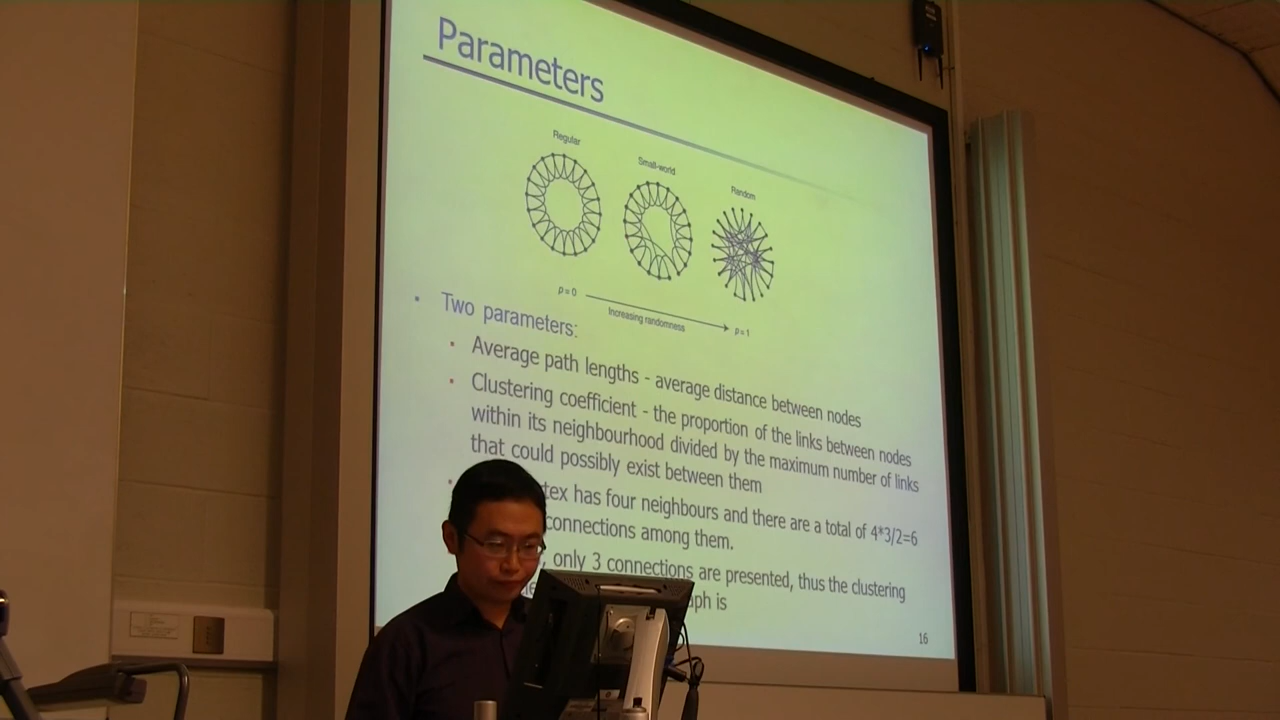 Parameters
Regular
Small-world
Random
p = 0
Increasing randomness
p = 1
Two parameters:
Average path lengths - average distance between nodes
Clustering coefficient - the proportion of the links between nodes
within its neighbourhood divided by the maximum number of links
that could possibly exist between them
tex has four neighbours and there are a total of 4*3/2=6
connections among them.
, only 3 connections are presented, thus the clustering
aph is
16